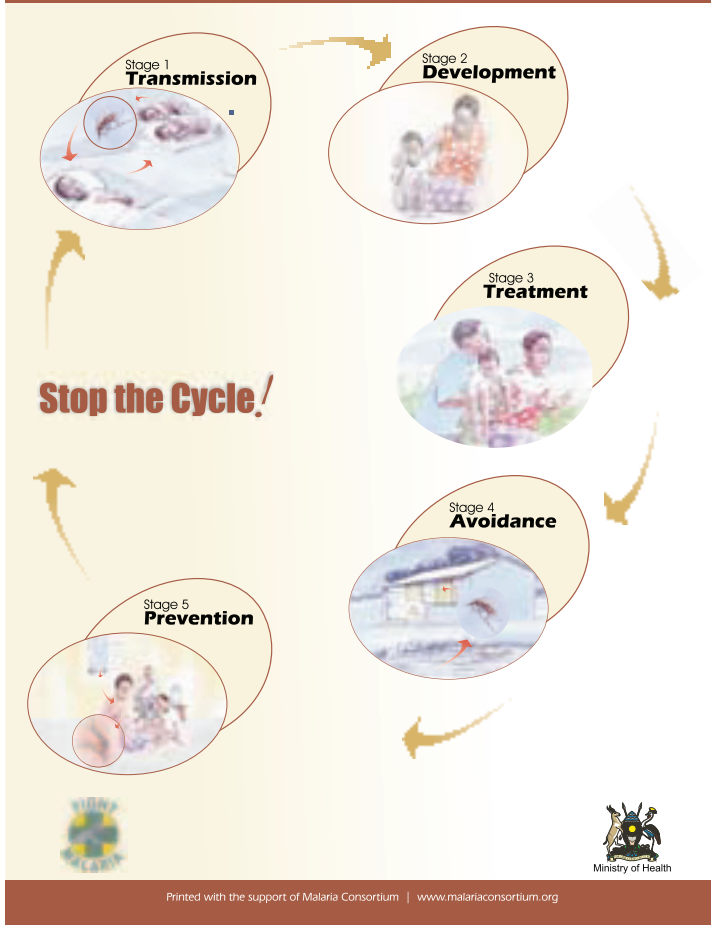 Stage 1
Transmission
Stage 2
Development
Stage 3
Treatment
Stop the Cycle!
Stage 4
Avoidance
Stage 5
Prevention
FIGHT
MALARIA
Ministry of Health
Printed with the support of Malaria Consortium | www.malariaconsortium.org